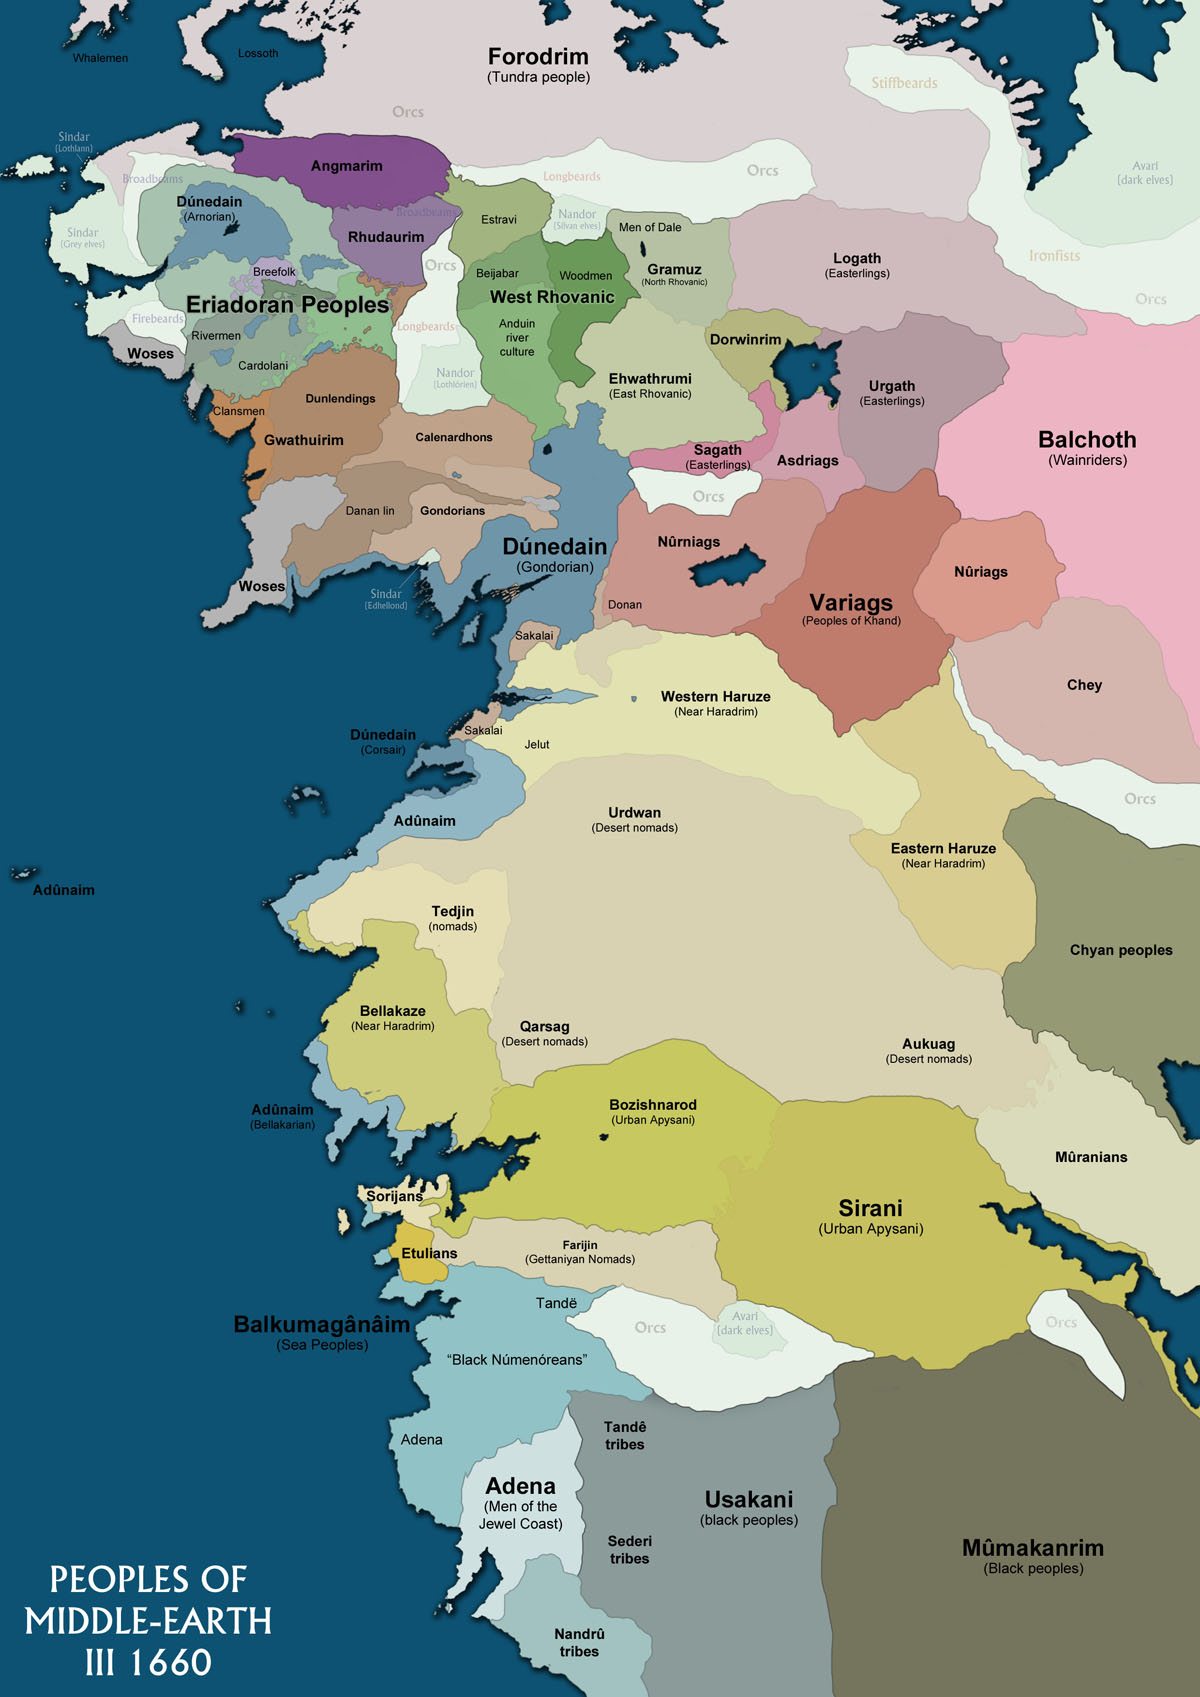 Whalemen
Lossoth
Forodrim
(Tundra people)
Stiffbeards
Orcs
Sindar
(Lothlann)
Angmarim
Broadbeams
Longbeards
Orcs
Avari
(dark elves)
Dúnedain
(Arnorian)
Broadbeams
Estravi
Nandor
(Silvan elves)
Men of Dale
Sindar
(Grey elves)
Rhudaurim
Logath
(Easterlings)
Ironfists
Breefolk
Orcs
Beijabar
Woodmen
Gramuz
(North Rhovanic)
Orcs
Eriadoran Peoples
West Rhovanic
Firebeards
Rivermen
Longbeards
Anduin
river
culture
Dorwinrim
Woses
Cardolani
Nandor
(Lothlórien)
Ehwathrumi
(East Rhovanic)
Urgath
(Easterlings)
Clansmen
Dunlendings
Gwathuirim
Calenardhons
Balchoth
(Wainriders)
Sagath
(Easterlings)
Asdriags
Orcs
Danan lin
Gondorians
Dúnedain
(Gondorian)
Nûrniags
Nûriags
Woses
Sindar
(Edhellond)
Donan
Variags
(Peoples of Khand)
Sakalai
Chey
Western Haruze
(Near Haradrim)
Dúnedain
(Corsair)
Sakalai
Jelut
Orcs
Adûnaim
Urdwan
(Desert nomads)
Eastern Haruze
(Near Haradrim)
Adûnaim
Tedjin
(nomads)
Chyan peoples
Bellakaze
(Near Haradrim)
Qarsag
(Desert nomads)
Aukuag
(Desert nomads)
Adûnaim
(Bellakarian)
Bozishnarod
(Urban Apysani)
Mûranians
Sorijans
Sirani
(Urban Apysani)
Etulians
Farijin
(Gettaniyan Nomads)
Tandë
Balkumagânâim
(Sea Peoples)
Orcs
Avari
(dark elves)
Orcs
"Black Númenóreans"
Adena
Tandê
tribes
Adena
(Men of the
Jewel Coast)
Usakani
(black peoples)
Sederi
tribes
Mûmakanrim
(Black peoples)
Nandrû
tribes
PEOPLES OF
MIDDLE-EARTH
III 1660